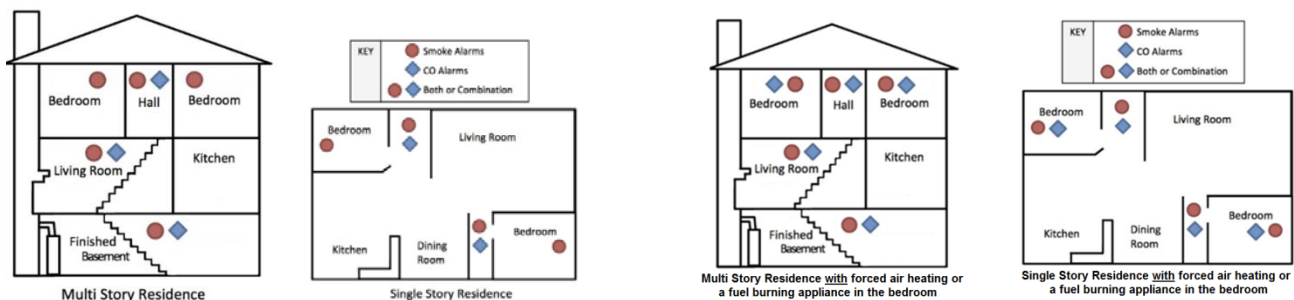 Bedroom
Hall
Bedroom
Living Room
Kitchen
Finished
Basement
Multi Story Residence
KEY
Smoke Alarms
CO Alarms
Both or Combination
Bedroom
Living Room
Kitchen
Dining
Room
Bedroom
Single Story Residence
Bedroom
Hall
Bedroom
Living Room
Kitchen
Finished
Basement
Multi Story Residence with forced air heating or
a fuel burning appliance in the bedroom
KEY
Smoke Alarms
CO Alarms
Both or Combination
Bedroom
Living Room
Kitchen
Dining
Room
Bedroom
Single Story Residence with forced air heating or
a fuel burning appliance in the bedroom